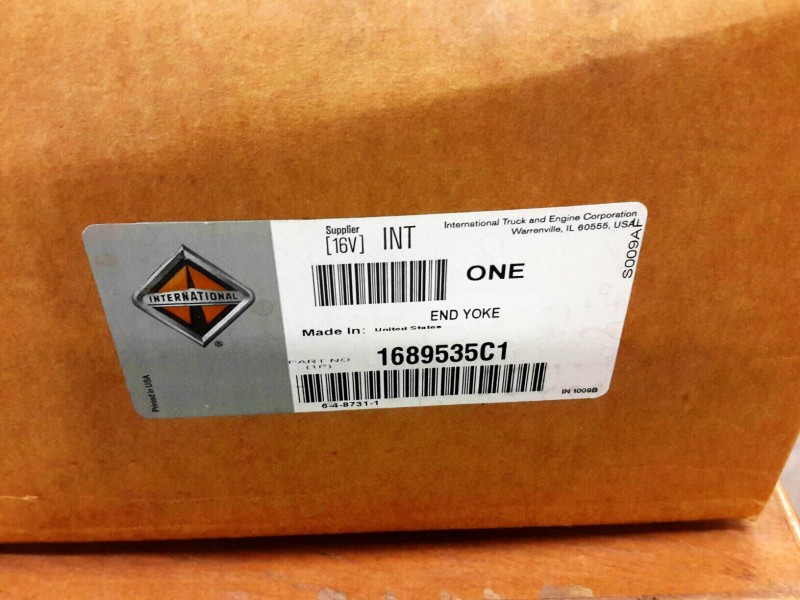 Supplier
[16V] INT
International Truck and Engine Corporation
Warrenville, IL 60555, USA
S009AF
INTERNATIONAL
®
ONE
END YOKE
Made In: United States
PART NO
(1P)
1689535C1
6-4-8731-1
IN 1009B
Printed in USA